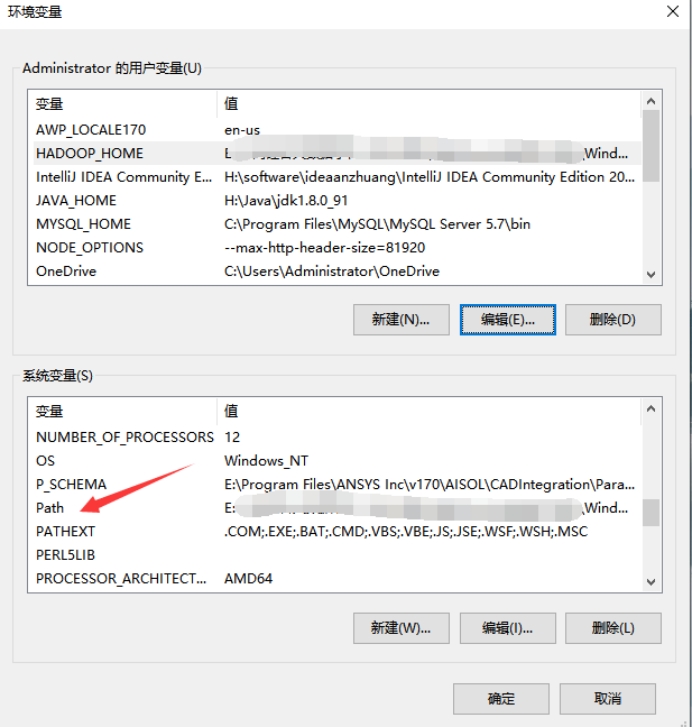 环境变量
Administrator 的用户变量(U)
变量 值
AWP_LOCALE170 en-us
HADOOP_HOME \Wind...
IntelliJ IDEA Community E... H:\software\ideaanzhuang\IntelliJ IDEA Community Edition 20...
JAVA_HOME H:\Java\jdk1.8.0_91
MYSQL_HOME C:\Program Files\MySQL\MySQL Server 5.7\bin
NODE_OPTIONS --max-http-header-size=81920
OneDrive C:\Users\Administrator\OneDrive
新建(N)... 编辑(E)... 删除(D)
系统变量(S)
变量 值
NUMBER_OF_PROCESSORS 12
OS Windows_NT
P_SCHEMA E:\Program Files\ANSYS Inc\v170\AISOL\CADIntegration\Para...
Path E: \Wind...
PATHEXT .COM;.EXE;.BAT;.CMD;.VBS;.VBE;.JS;.JSE;.WSF;.WSH;.MSC
PERL5LIB
PROCESSOR_ARCHITECT... AMD64
新建(W)... 编辑(I)... 删除(L)
确定 取消